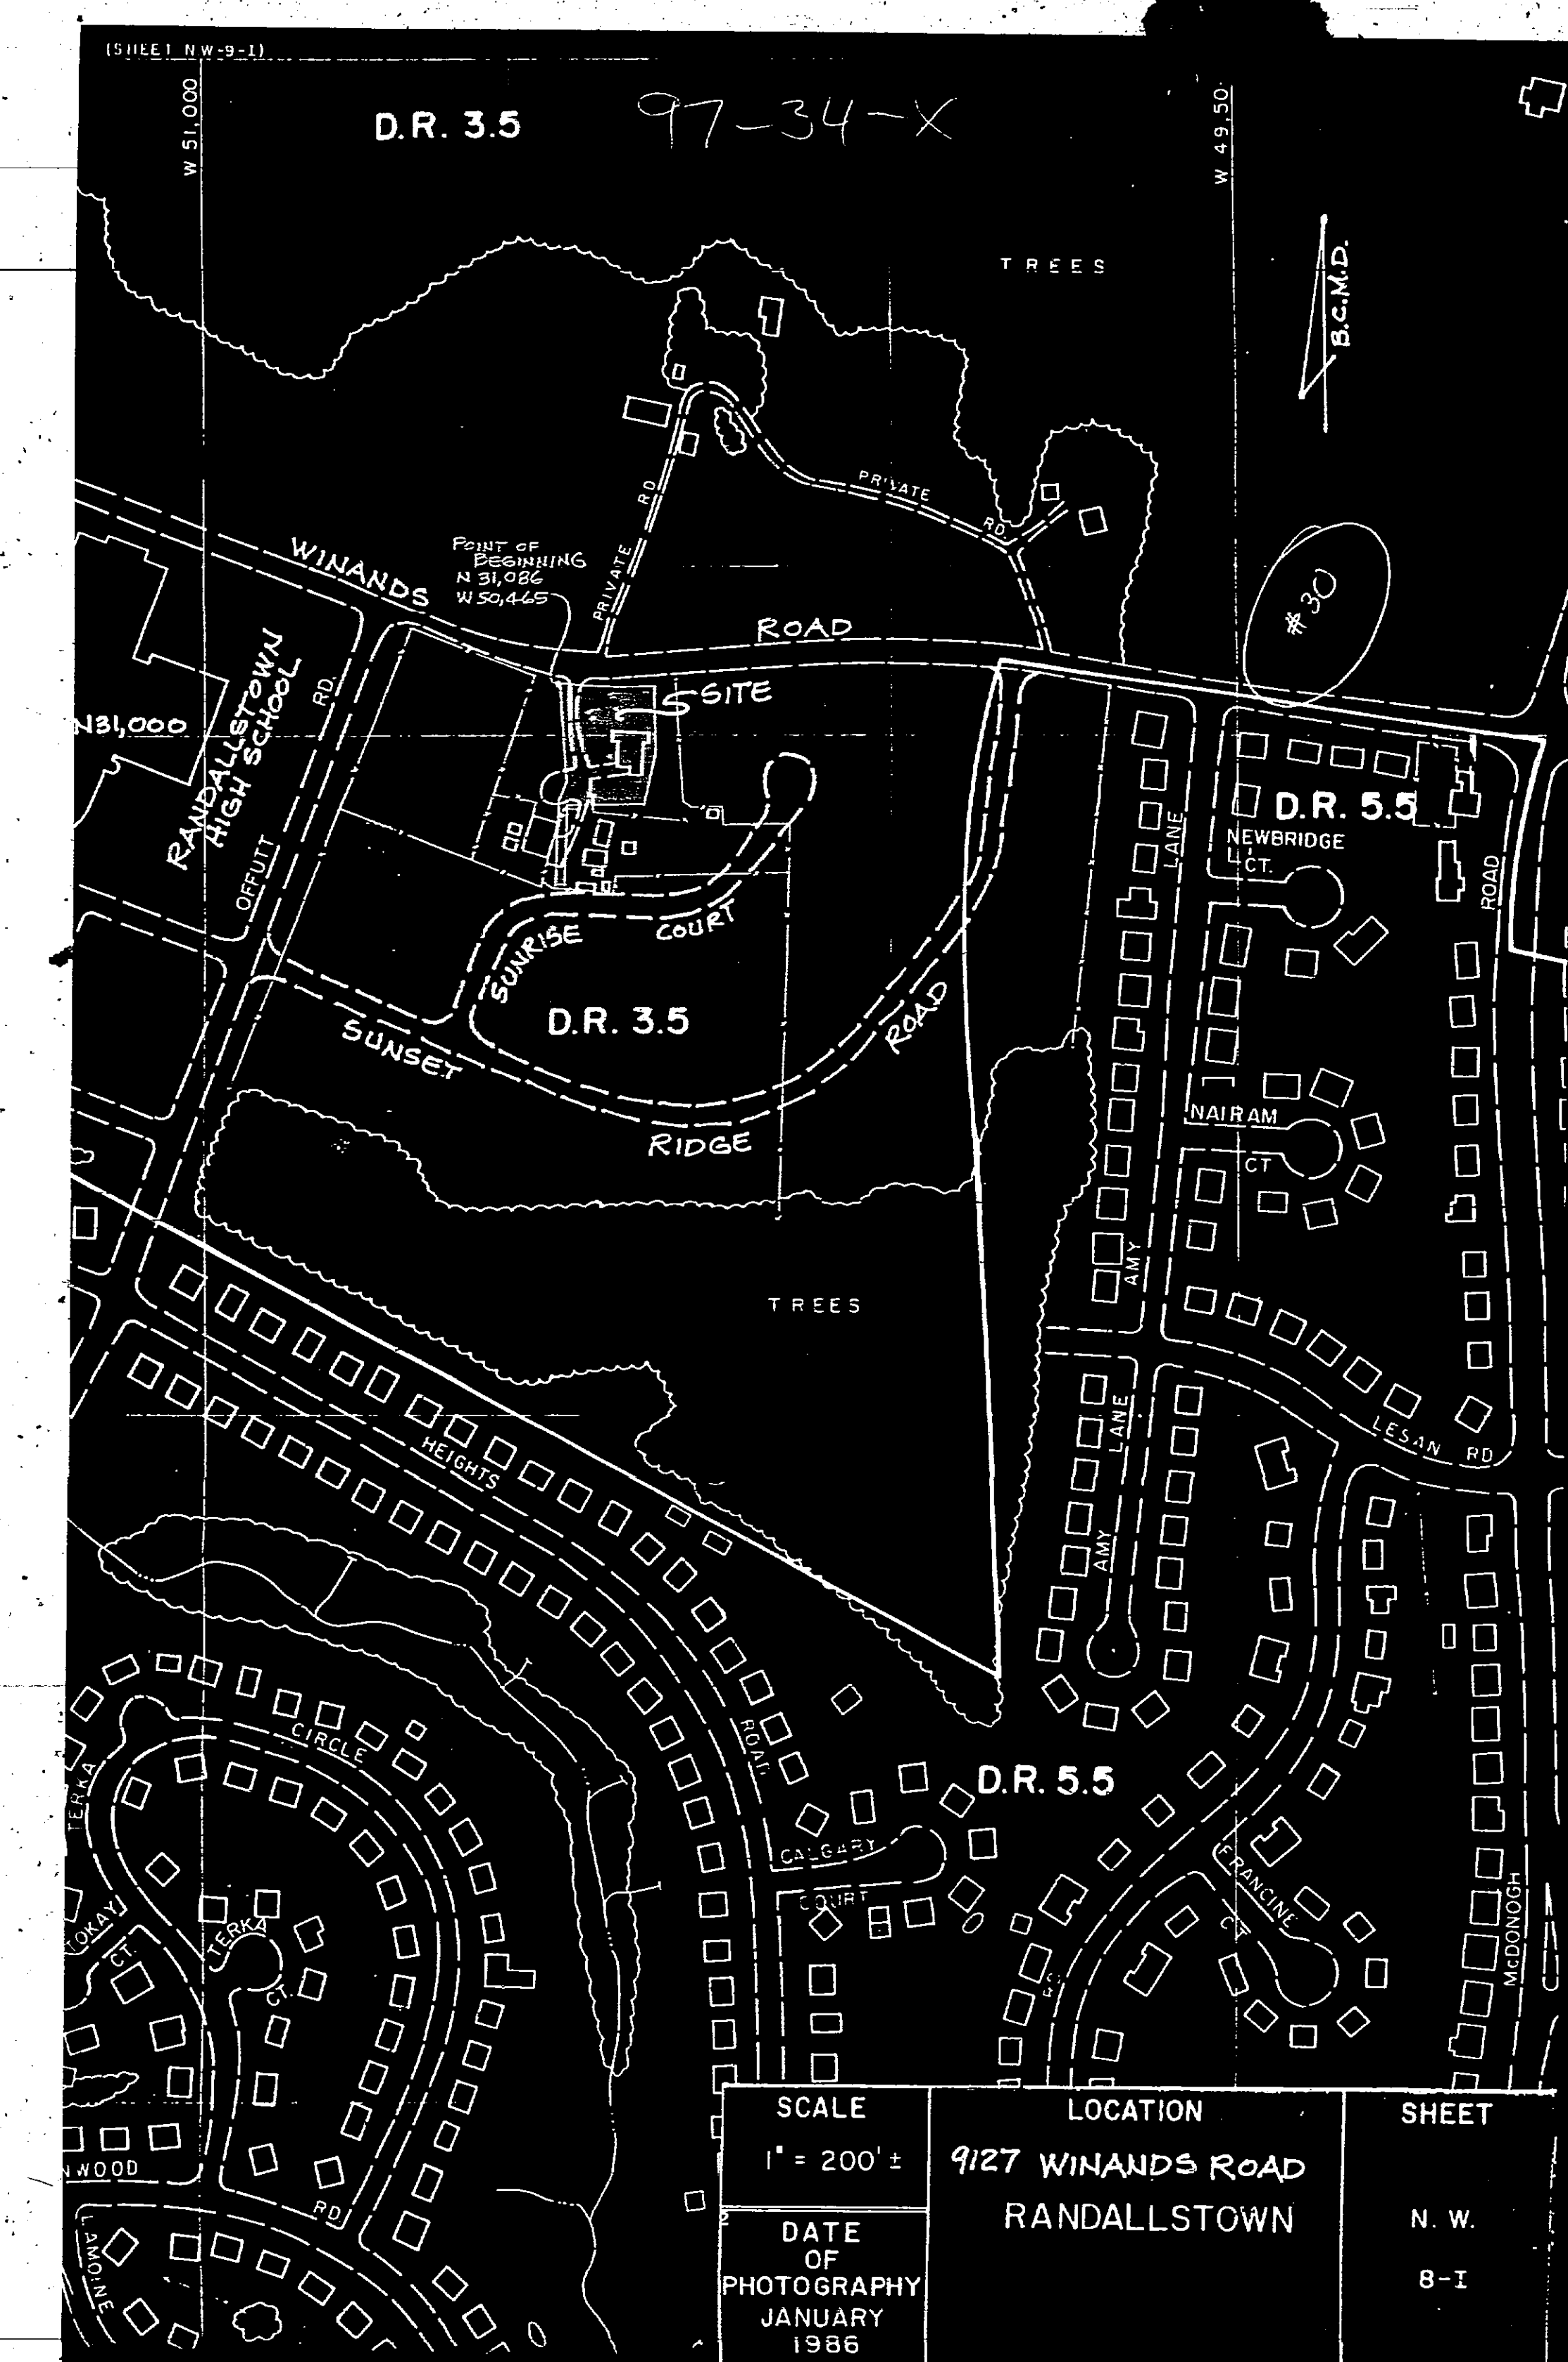 (SHEET NW-9-I)
W 51,000
D.R. 3.5
97-34-X
W 49,50
TREES
B.C.M.D.
PRIVATE RD
PRIVATE RD.
WINANDS
POINT OF
BEGINNING
N 31,086
W 50,465
ROAD
#30
RANDALLSTOWN
HIGH SCHOOL
OFFUTT RD.
N31,000
SITE
LANE
D.R. 5.5
NEWBRIDGE
CT.
ROAD
SUNRISE
COURT
D.R. 3.5
SUNSET
ROAD
RIDGE
NAIRAM
CT
AMY
TREES
HEIGHTS
LANE
AMY
LESAN RD
CIRCLE
TERKA
ROAD
D.R. 5.5
CALGARY
COURT
FRANCINE
CT
TOKAY
CT.
TERKA
CT.
McDONOGH
NWOOD
RD
LAMOINE
SCALE
1" = 200' ±
DATE
OF
PHOTOGRAPHY
JANUARY
1986
LOCATION
9127 WINANDS ROAD
RANDALLSTOWN
SHEET
N. W.
8-I